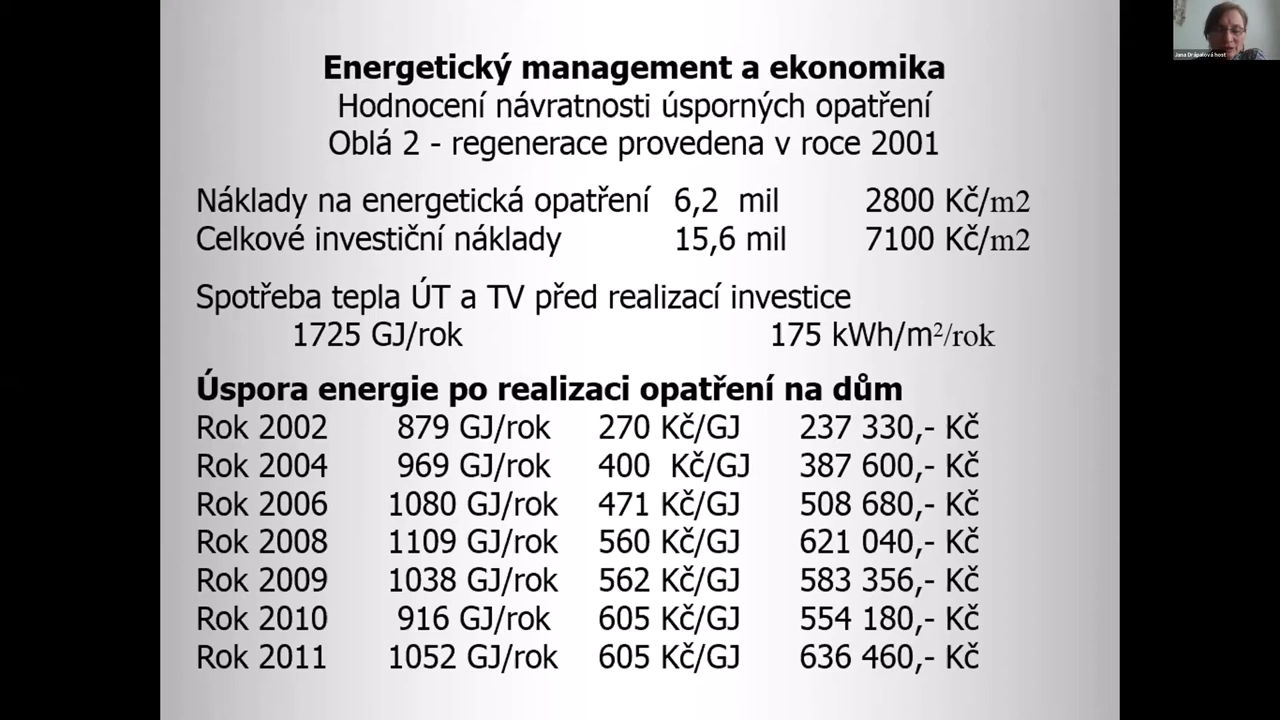 Energetický management a ekonomika
Hodnocení návratnosti úsporných opatření
Oblá 2 - regenerace provedena v roce 2001
Náklady na energetická opatření 6,2 mil 2800 Kč/m2
Celkové investiční náklady 15,6 mil 7100 Kč/m2
Spotřeba tepla ÚT a TV před realizací investice
1725 GJ/rok 175 kWh/m²/rok
Úspora energie po realizaci opatření na dům
Rok 2002 879 GJ/rok 270 Kč/GJ 237 330,- Kč
Rok 2004 969 GJ/rok 400 Kč/GJ 387 600,- Kč
Rok 2006 1080 GJ/rok 471 Kč/GJ 508 680,- Kč
Rok 2008 1109 GJ/rok 560 Kč/GJ 621 040,- Kč
Rok 2009 1038 GJ/rok 562 Kč/GJ 583 356,- Kč
Rok 2010 916 GJ/rok 605 Kč/GJ 554 180,- Kč
Rok 2011 1052 GJ/rok 605 Kč/GJ 636 460,- Kč
Jana Drápalová host